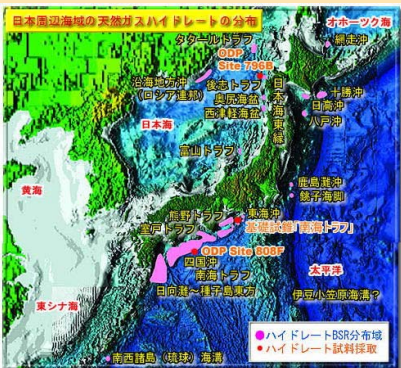 日本周辺海域の天然ガスハイドレートの分布
オホーツク海
タタールトラフ
網走沖
ODP
Site 796B
沿海地方沖
(ロシア連邦)
後志トラフ
奥尻海盆
西津軽海盆
日本海東縁
十勝沖
日高沖
八戸沖
日本海
富山トラフ
黄海
鹿島灘沖
銚子海脚
熊野トラフ
東海沖
室戸トラフ
基礎試錐「南海トラフ」
ODP Site 808F
四国沖
南海トラフ
太平洋
日向灘～種子島東方
伊豆小笠原海溝?
東シナ海
ハイドレートBSR分布域
ハイドレート試料採取
南西諸島(琉球)海溝